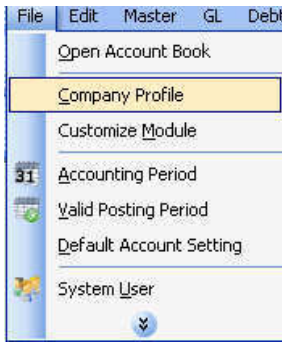 File Edit Master GL Debt
Open Account Book
Company Profile
Customize Module
31 Accounting Period
Valid Posting Period
Default Account Setting
System User